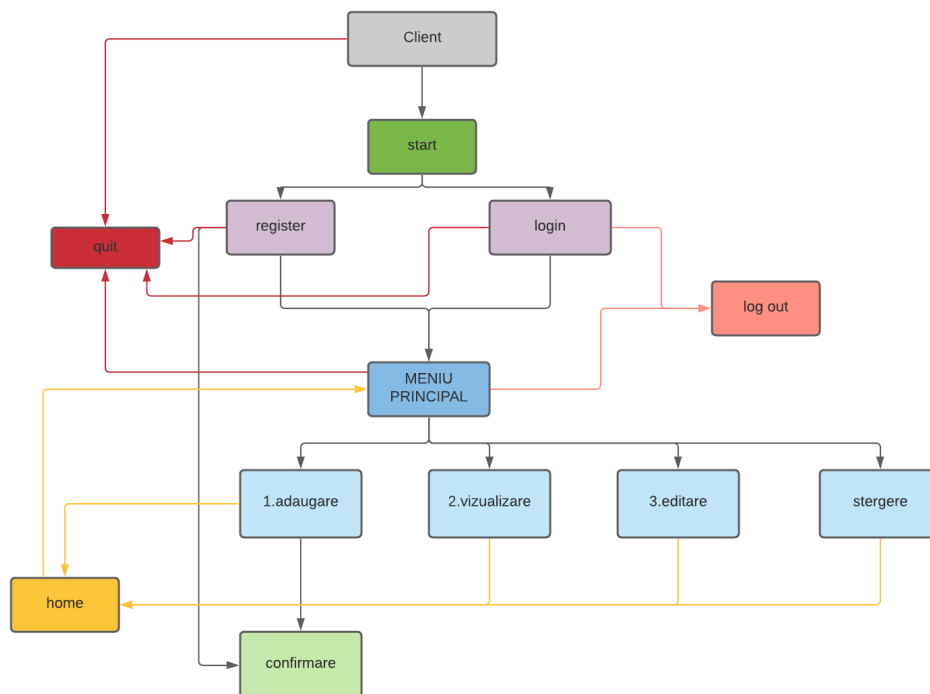 Client
start
register
login
quit
log out
MENIU
PRINCIPAL
1.adaugare
2.vizualizare
3.editare
stergere
home
confirmare